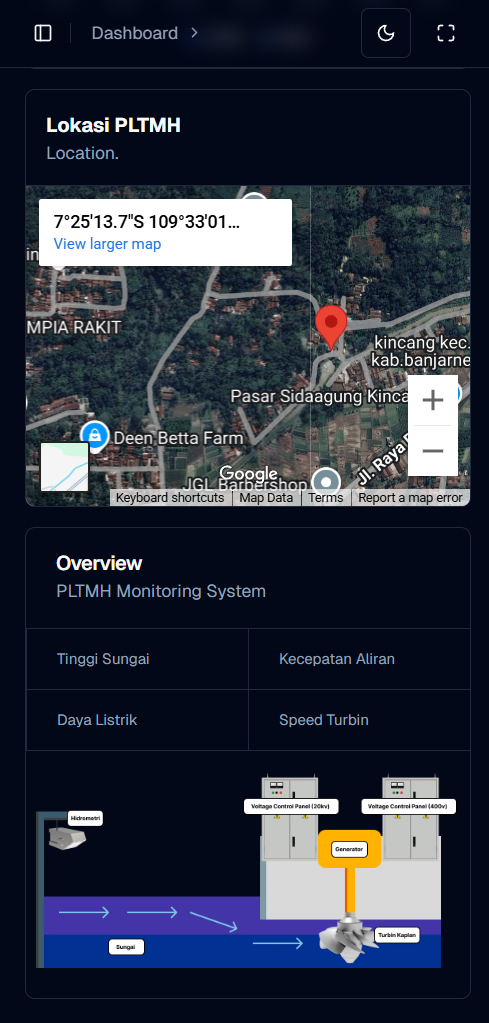 Dashboard
Lokasi PLTMH
Location.
7°25'13.7"S 109°33'01...
View larger map
MPIA RAKIT
kincang kec.
kab.banjarne
Pasar Sidaagung Kinca
Deen Betta Farm
Google
JGL Barbershop
Jl. Raya
Keyboard shortcuts
Map Data
Terms
Report a map error
Overview
PLTMH Monitoring System
Tinggi Sungai
Kecepatan Aliran
Daya Listrik
Speed Turbin
Voltage Control Panel (20kv)
Voltage Control Panel (400v)
Hidrometri
Generator
Turbin Kaplan
Sungai